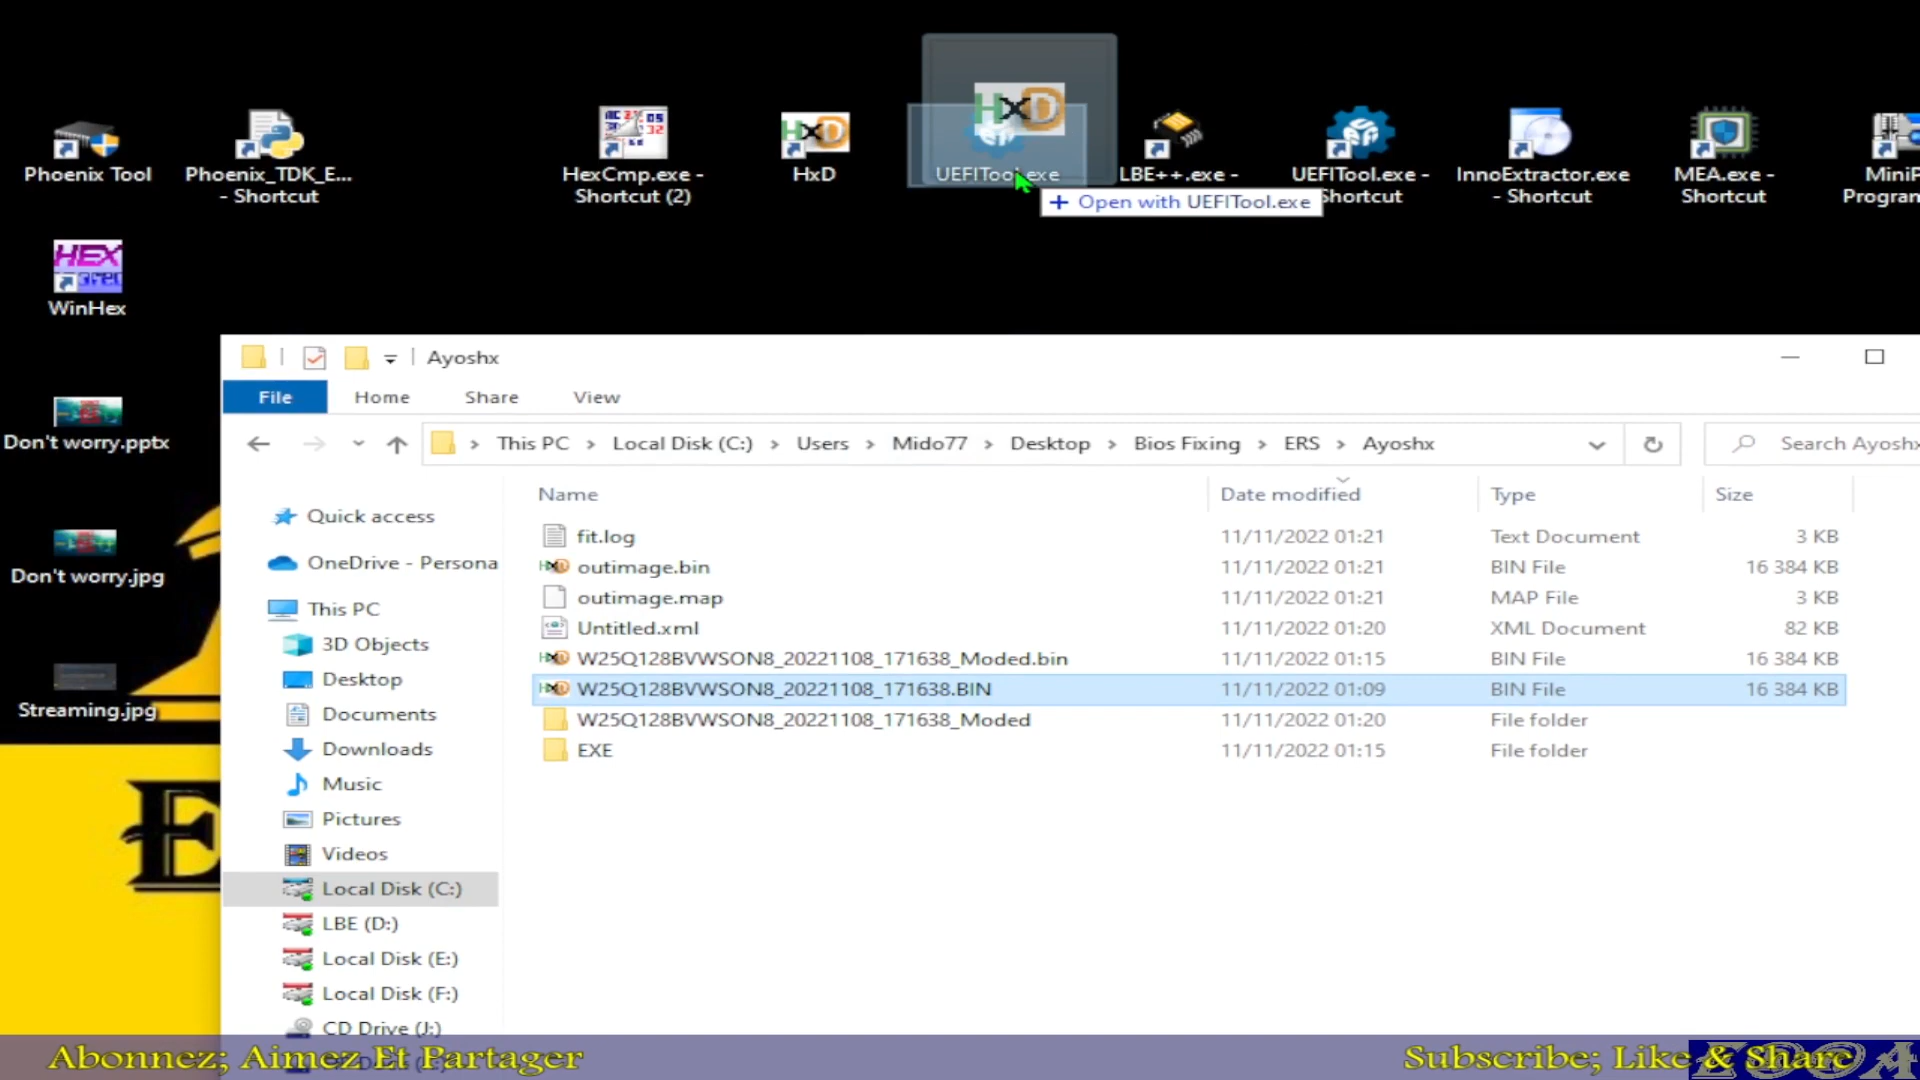 Phoenix Tool
Phoenix_TDK_E...
- Shortcut
HexCmp.exe -
Shortcut (2)
HxD
HxD
UEFITool.exe
LBE++.exe -
UEFITool.exe -
Shortcut
InnoExtractor.exe
- Shortcut
MEA.exe -
Shortcut
MiniP
Program
+ Open with UEFITool.exe
HEX
WinHex
Don't worry.pptx
Don't worry.jpg
Streaming.jpg
Ayoshx
File Home Share View
This PC > Local Disk (C:) > Users > Mido77 > Desktop > Bios Fixing > ERS > Ayoshx
Search Ayoshx
Name Date modified Type Size
Quick access
OneDrive - Persona
This PC
3D Objects
Desktop
Documents
Downloads
Music
Pictures
Videos
Local Disk (C:)
LBE (D:)
Local Disk (E:)
Local Disk (F:)
CD Drive (J:)
fit.log 11/11/2022 01:21 Text Document 3 KB
outimage.bin 11/11/2022 01:21 BIN File 16 384 KB
outimage.map 11/11/2022 01:21 MAP File 3 KB
Untitled.xml 11/11/2022 01:20 XML Document 82 KB
W25Q128BVWSON8_20221108_171638_Moded.bin 11/11/2022 01:15 BIN File 16 384 KB
W25Q128BVWSON8_20221108_171638.BIN 11/11/2022 01:09 BIN File 16 384 KB
W25Q128BVWSON8_20221108_171638_Moded 11/11/2022 01:20 File folder
EXE 11/11/2022 01:15 File folder
Abonnez; Aimez Et Partager
Subscribe; Like & Share